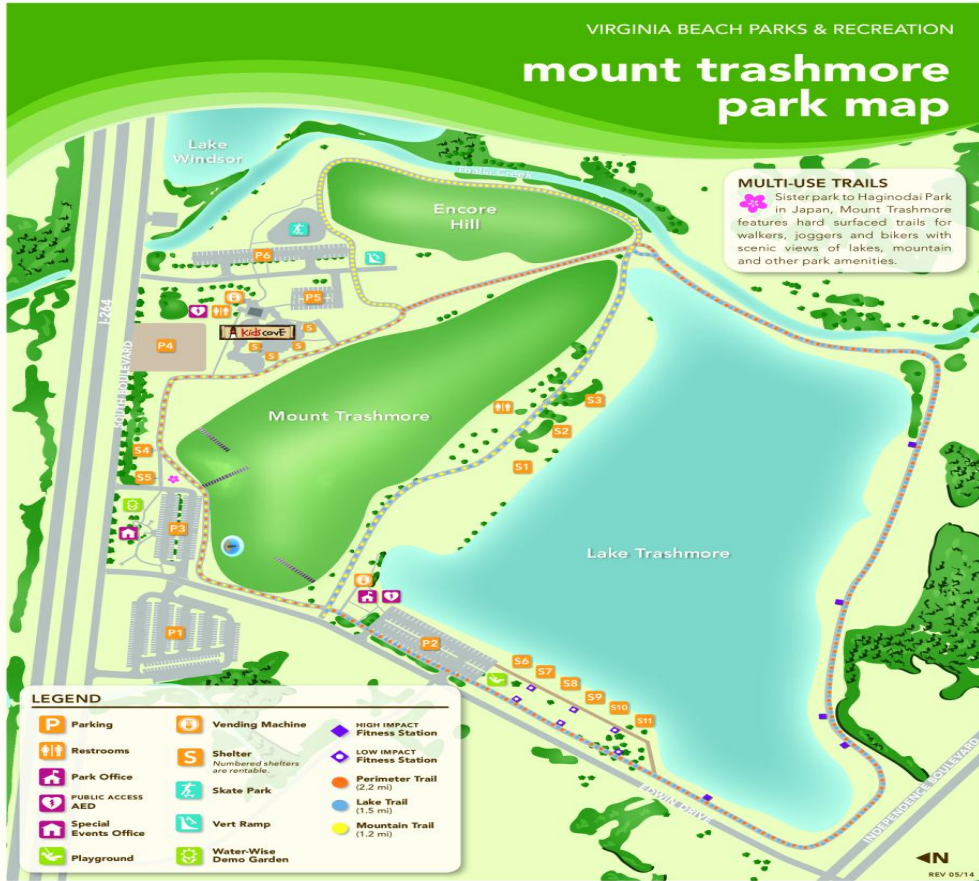 VIRGINIA BEACH PARKS & RECREATION
mount trashmore
park map
Lake
Windsor
Encore
Hill
MULTI-USE TRAILS
Sister park to Haginodai Park
in Japan, Mount Trashmore
features hard surfaced trails for
walkers, joggers and bikers with
scenic views of lakes, mountain
and other park amenities.
P6
P5
I-264
SOUTH BOULEVARD
P4
kids cove
S
S
S
S
S
Mount Trashmore
S3
S2
S1
S4
S5
P3
Lake Trashmore
P1
P2
S6
S7
S8
S9
S10
S11
EDWIN DRIVE
INDEPENDENCE BOULEVARD
LEGEND
P Parking
Restrooms
Park Office
PUBLIC ACCESS
AED
Special
Events Office
Playground
Vending Machine
S Shelter
Numbered shelters
are rentable.
Skate Park
Vert Ramp
Water-Wise
Demo Garden
HIGH IMPACT
Fitness Station
LOW IMPACT
Fitness Station
Perimeter Trail
(2.2 mi)
Lake Trail
(1.5 mi)
Mountain Trail
(1.2 mi)
N
REV 05/14